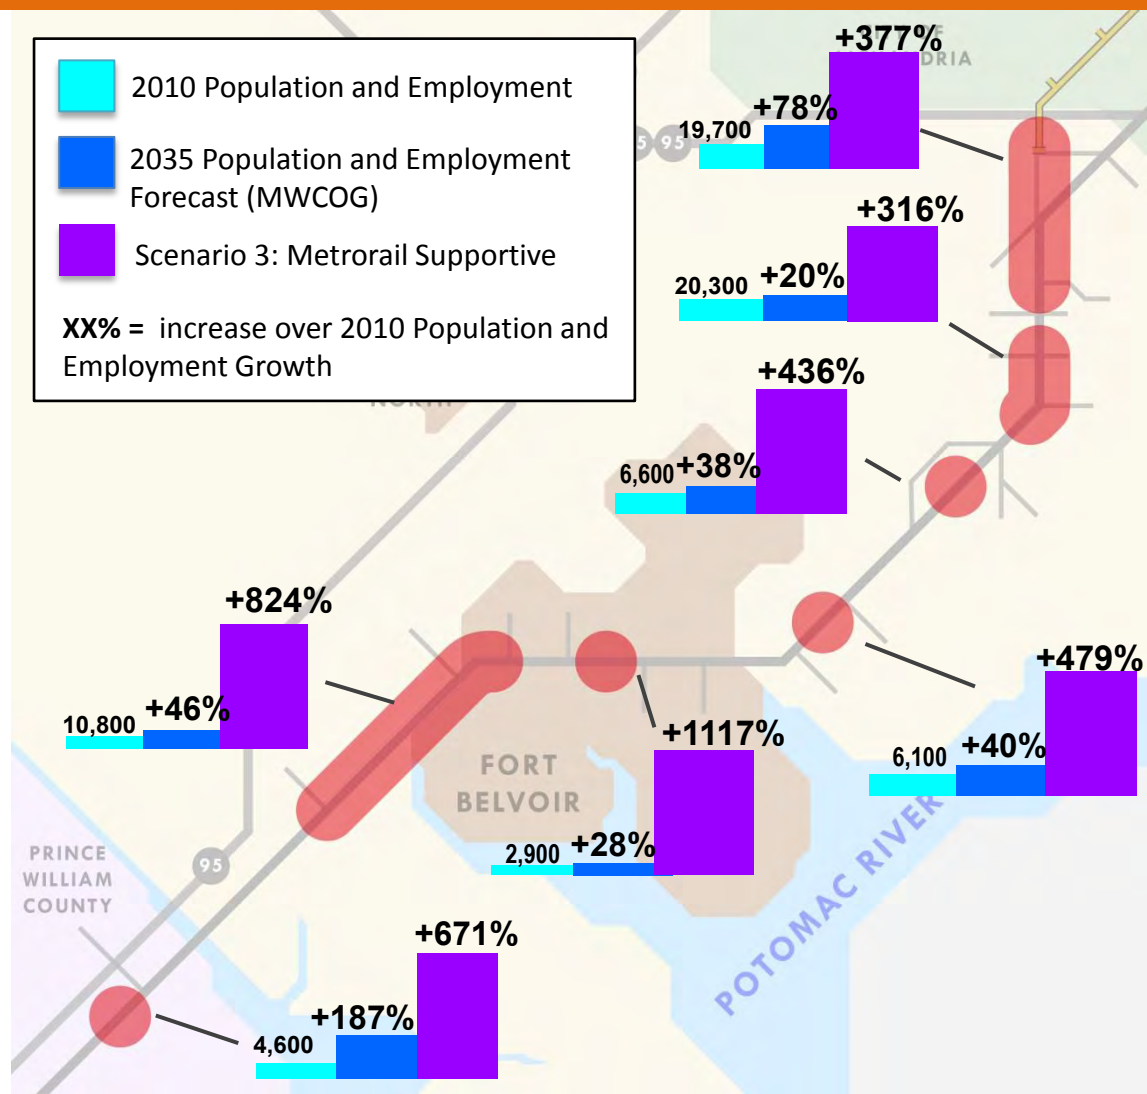 2010 Population and Employment
2035 Population and Employment
Forecast (MWCOG)
Scenario 3: Metrorail Supportive
XX% = increase over 2010 Population and
Employment Growth
+377%
DRIA
+78%
19,700
95
+316%
+20%
20,300
+436%
+38%
6,600
+824%
+46%
10,800
+479%
+40%
6,100
+1117%
+28%
2,900
FORT
BELVOIR
POTOMAC RIVER
PRINCE
WILLIAM
COUNTY
95
+671%
+187%
4,600